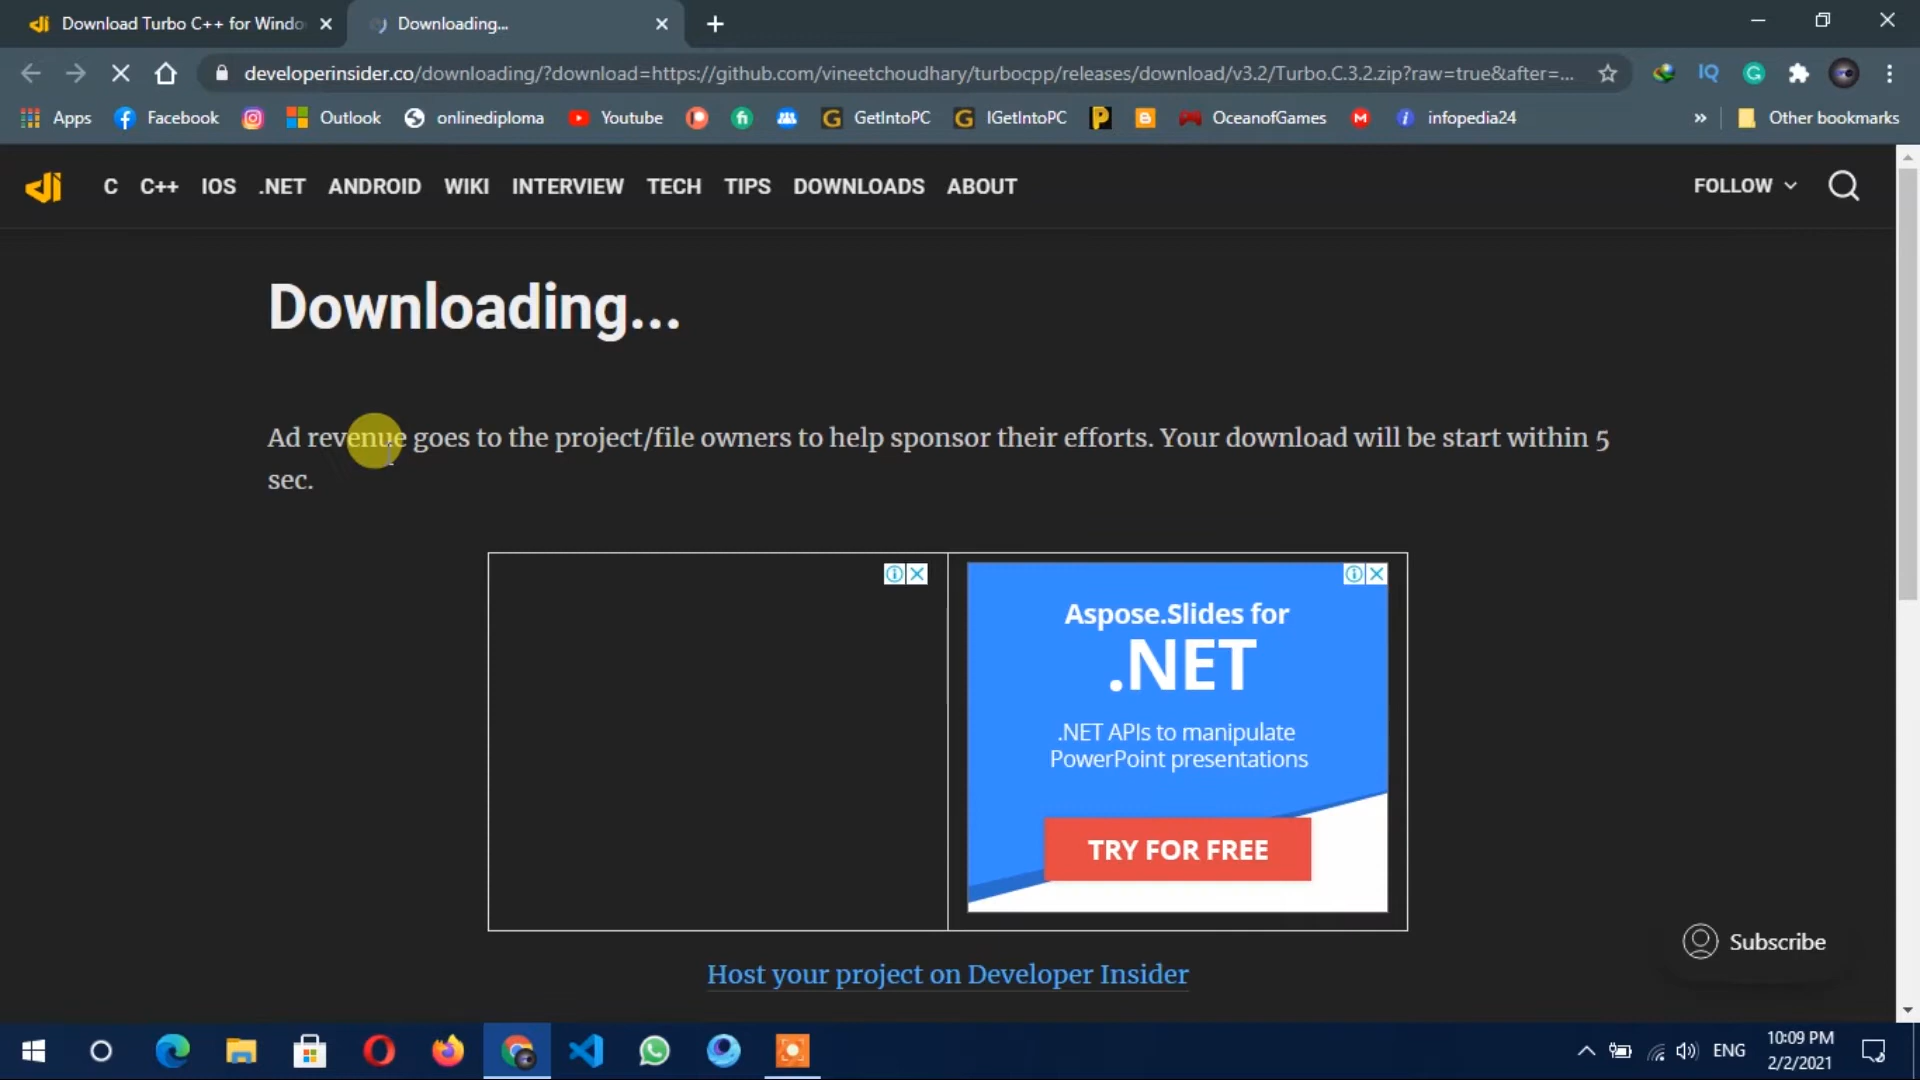 Download Turbo C++ for Windo
Downloading...
developerinsider.co/downloading/?download=https://github.com/vineetchoudhary/turbocpp/releases/download/v3.2/Turbo.C.3.2.zip?raw=true&after=...
IQ
Apps Facebook Outlook onlinediploma Youtube GetIntoPC IGetIntoPC OceanofGames infopedia24 » Other bookmarks
C C++ IOS .NET ANDROID WIKI INTERVIEW TECH TIPS DOWNLOADS ABOUT FOLLOW
Downloading...
Ad revenue goes to the project/file owners to help sponsor their efforts. Your download will be start within 5
sec.
Aspose.Slides for
.NET
.NET APIs to manipulate
PowerPoint presentations
TRY FOR FREE
Subscribe
Host your project on Developer Insider
ENG
10:09 PM
2/2/2021